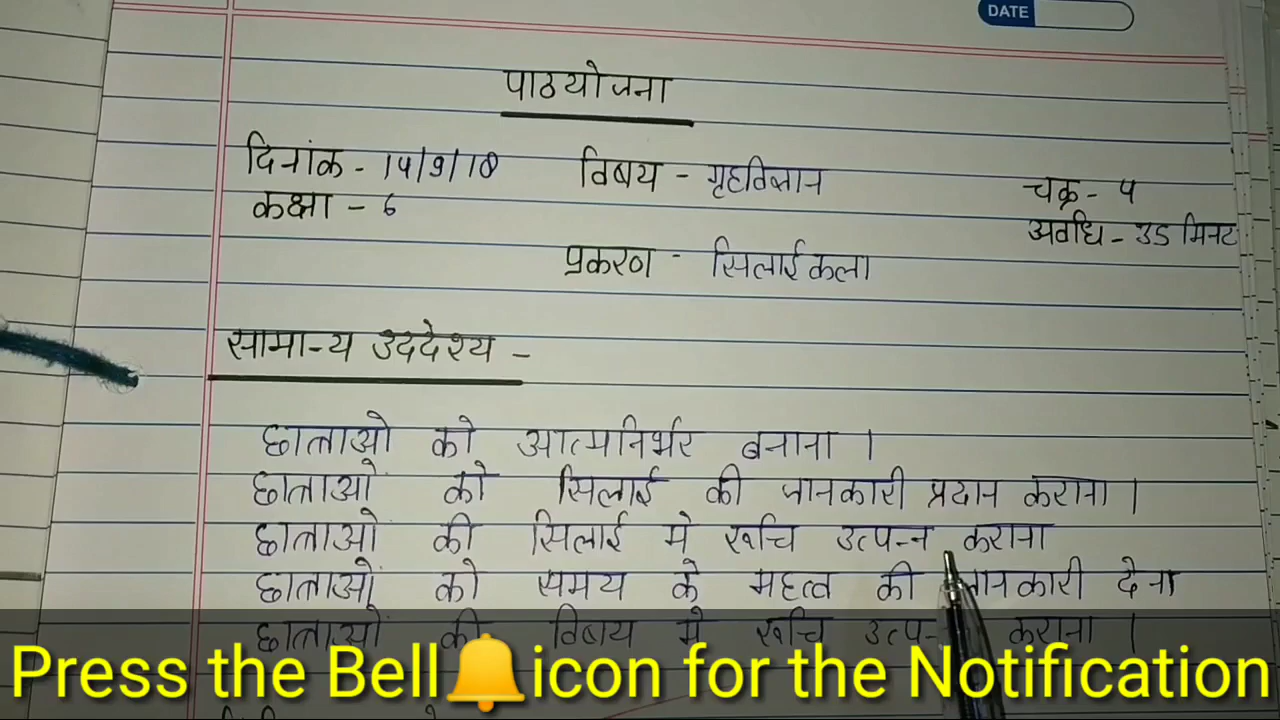 DATE
पाठयोजना
दिनांक - 14/9/18 विषय - गृहविज्ञान चक्र - 4
कक्षा - 6 अवधि - 35 मिनट
प्रकरण - सिलाई कला
सामान्य उददेश्य -
छात्राओ को आत्मनिर्भर बनाना ।
छात्राओं को सिलाई की जानकारी प्रदान कराना ।
छात्राओं की सिलाई मे रूचि उत्पन्न कराना
छात्राओं को समय के महत्व की जानकारी देना
छात्राओं की विषय मे रूचि उत्पन्न कराना ।
Press the Bell🔔icon for the Notification